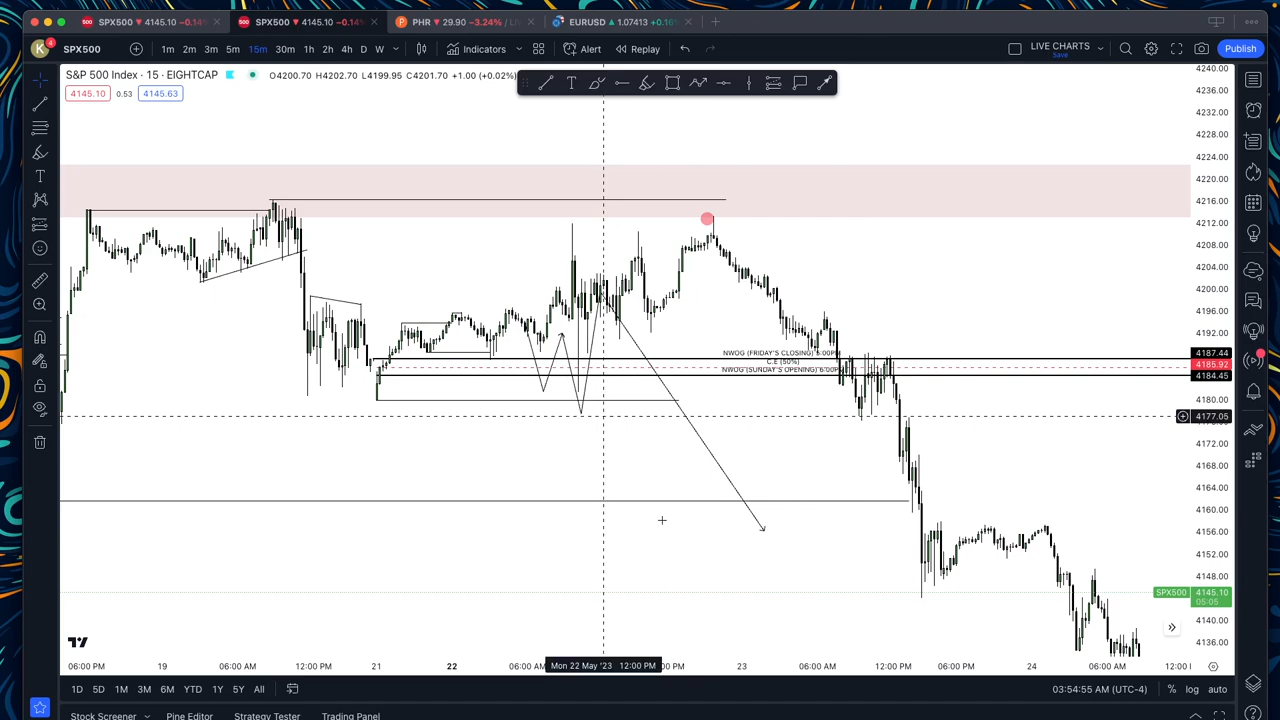 SPX500 ▼ 4145.10 −0.14%
SPX500 ▼ 4145.10 −0.14%
PHR ▼ 29.90 −3.24% / LIV
EURUSD ▲ 1.07413 +0.16%
K 4 SPX500 1m 2m 3m 5m 15m 30m 1h 2h 4h D W Indicators Alert Replay LIVE CHARTS Save Publish
S&P 500 Index · 15 · EIGHTCAP O4200.70 H4202.70 L4199.95 C4201.70 +1.00 (+0.02%)
4145.10 0.53 4145.63
4240.00
4236.00
4232.00
4228.00
4224.00
4220.00
4216.00
4212.00
4208.00
4204.00
4200.00
4196.00
4192.00
NWOG (FRIDAY'S CLOSING) 5:00PM
4187.44
C.E (50%)
4185.92
NWOG (SUNDAY'S OPENING) 6:00PM
4184.45
4180.00
4177.05
4172.00
4168.00
4164.00
4160.00
4156.00
4152.00
4148.00
SPX500 4145.10
05:05
4140.00
4136.00
06:00 PM 19 06:00 AM 12:00 PM 21 22 06:00 AM Mon 22 May '23 12:00 PM PM 23 06:00 AM 12:00 PM 06:00 PM 24 06:00 AM 12:00
1D 5D 1M 3M 6M YTD 1Y 5Y All 03:54:55 AM (UTC-4) % log auto
Stock Screener Pine Editor Strategy Tester Trading Panel